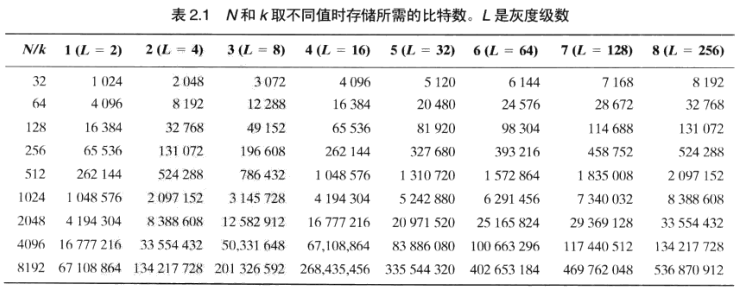 表 2.1 N 和 k 取不同值时存储所需的比特数。L 是灰度级数
N/k 1 (L = 2) 2 (L = 4) 3 (L = 8) 4 (L = 16) 5 (L = 32) 6 (L = 64) 7 (L = 128) 8 (L = 256)
32 1 024 2 048 3 072 4 096 5 120 6 144 7 168 8 192
64 4 096 8 192 12 288 16 384 20 480 24 576 28 672 32 768
128 16 384 32 768 49 152 65 536 81 920 98 304 114 688 131 072
256 65 536 131 072 196 608 262 144 327 680 393 216 458 752 524 288
512 262 144 524 288 786 432 1 048 576 1 310 720 1 572 864 1 835 008 2 097 152
1024 1 048 576 2 097 152 3 145 728 4 194 304 5 242 880 6 291 456 7 340 032 8 388 608
2048 4 194 304 8 388 608 12 582 912 16 777 216 20 971 520 25 165 824 29 369 128 33 554 432
4096 16 777 216 33 554 432 50,331 648 67,108,864 83 886 080 100 663 296 117 440 512 134 217 728
8192 67 108 864 134 217 728 201 326 592 268,435,456 335 544 320 402 653 184 469 762 048 536 870 912